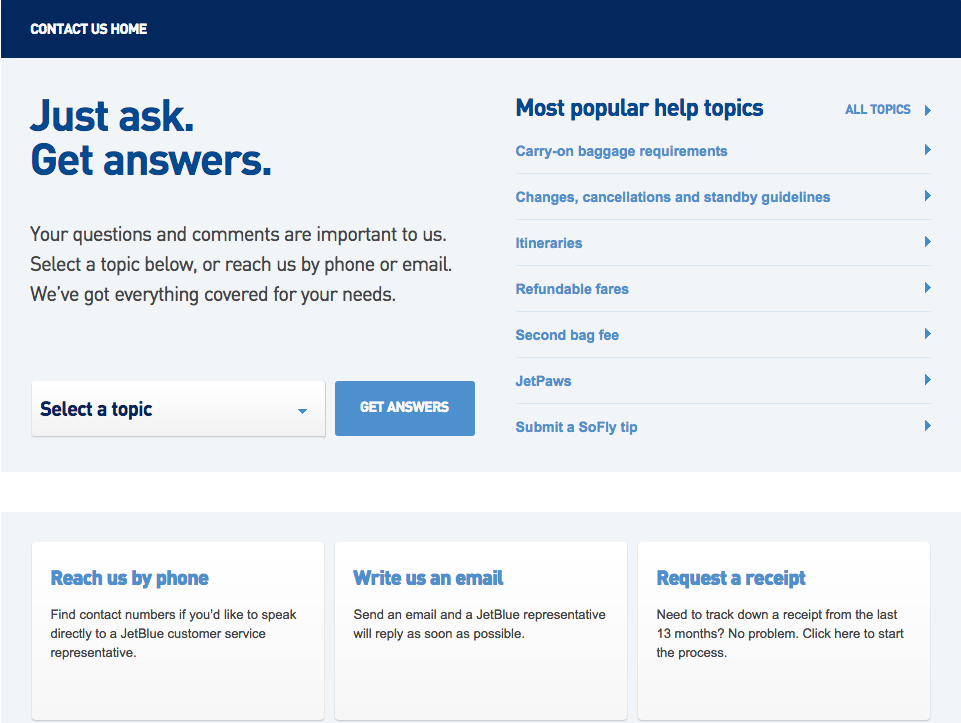 CONTACT US HOME
Just ask.
Get answers.
Your questions and comments are important to us.
Select a topic below, or reach us by phone or email.
We've got everything covered for your needs.
Select a topic
GET ANSWERS
Most popular help topics
ALL TOPICS
Carry-on baggage requirements
Changes, cancellations and standby guidelines
Itineraries
Refundable fares
Second bag fee
JetPaws
Submit a SoFly tip
Reach us by phone
Find contact numbers if you'd like to speak
directly to a JetBlue customer service
representative.
Write us an email
Send an email and a JetBlue representative
will reply as soon as possible.
Request a receipt
Need to track down a receipt from the last
13 months? No problem. Click here to start
the process.